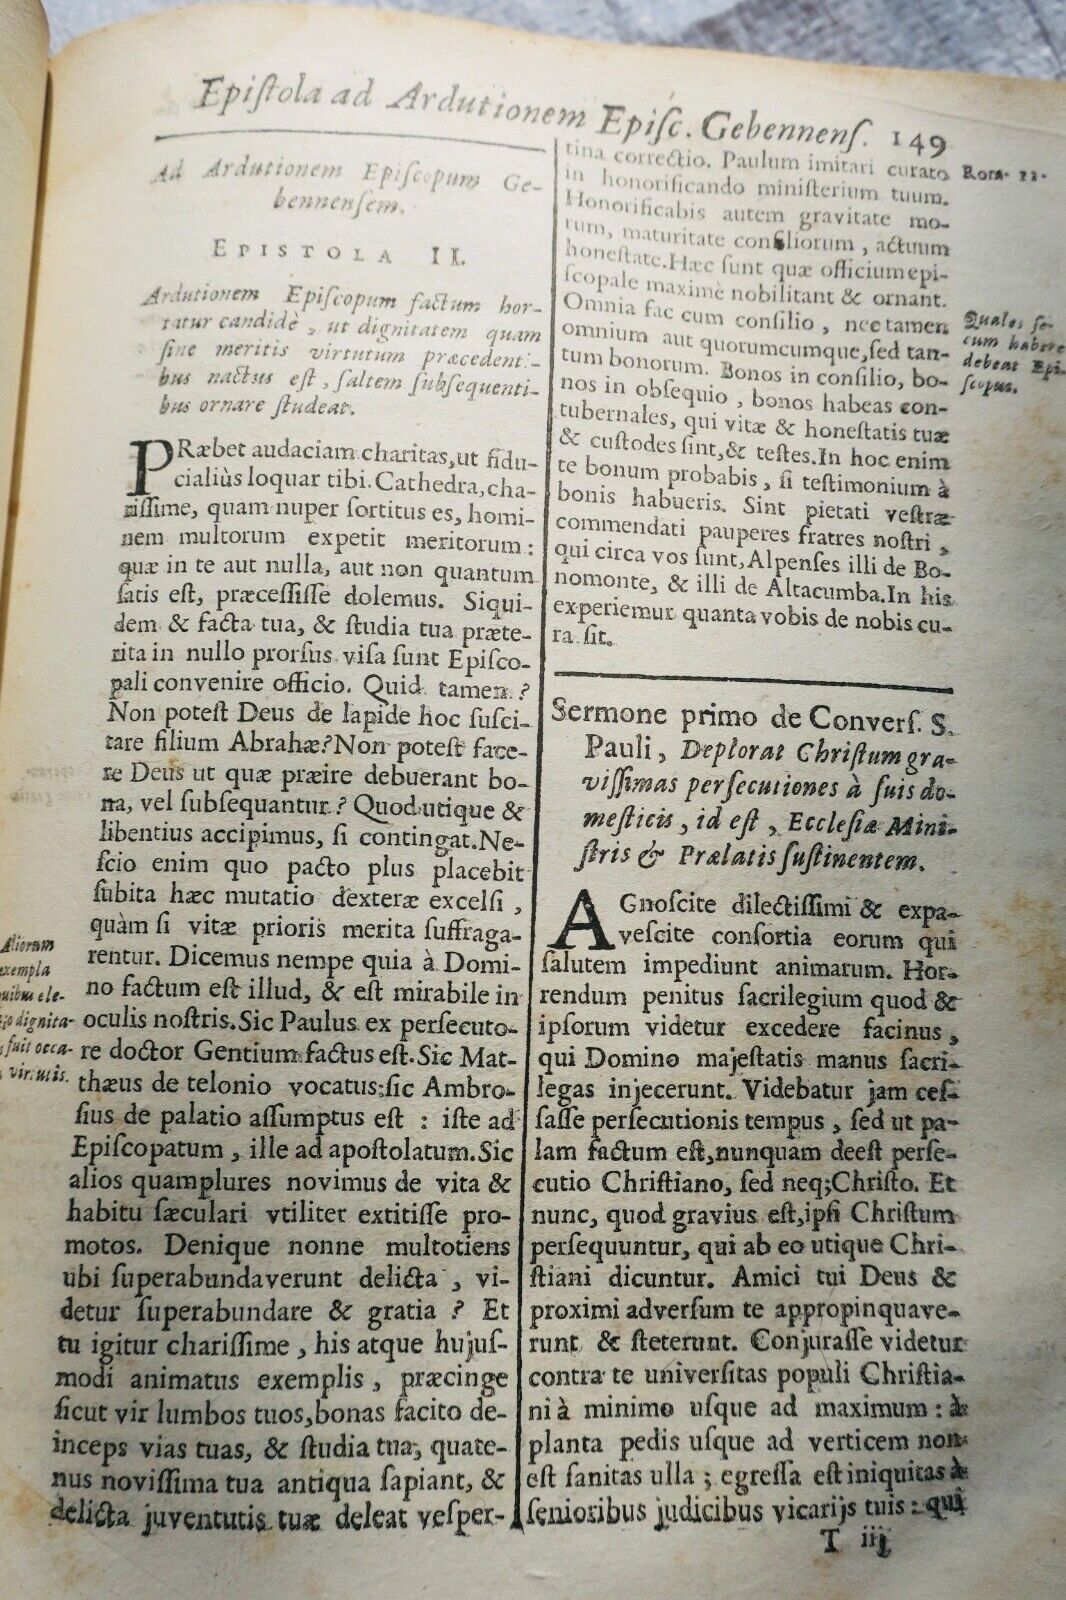 Epiſtola ad Ardutionem Epiſc. Gebennenſ. 149
Ad Ardutionem Epiſcopum Ge-
bennenſem.
EPISTOLA II.
Ardutionem Epiſcopum factum hor-
tatur candidè, ut dignitatem quam
ſine meritis virtutum præcedenti-
bus nactus eſt, ſaltem ſubſequenti-
bus ornare ſtudeat.
PRæbet audaciam charitas, ut fidu-
cialiùs loquar tibi. Cathedra, cha-
riſſime, quam nuper ſortitus es, homi-
nem multorum expetit meritorum:
quæ in te aut nulla, aut non quantum
ſatis eſt, præceſſiſſe dolemus. Siqui-
dem & facta tua, & ſtudia tua præte-
rita in nullo prorſus viſa ſunt Epiſco-
pali convenire officio. Quid tamen?
Non poteſt Deus de lapide hoc ſuſci-
tare filium Abrahæ? Non poteſt face-
re Deus ut quæ præire debuerant bo-
na, vel ſubſequantur? Quod utique &
libentius accipimus, ſi contingat. Ne-
ſcio enim quo pacto plus placebit
ſubita hæc mutatio dexteræ excelſi,
quàm ſi vitæ prioris merita ſuffraga-
rentur. Dicemus nempe quia à Domi-
no factum eſt illud, & eſt mirabile in
oculis noſtris. Sic Paulus ex perſecuto-
re doctor Gentium factus eſt. Sic Mat-
thæus de telonio vocatus: ſic Ambro-
ſius de palatio aſſumptus eſt: iſte ad
Epiſcopatum, ille ad apoſtolatum. Sic
alios quamplures novimus de vita &
habitu ſæculari vtiliter extitiſſe pro-
motos. Denique nonne multotiens
ubi ſuperabundaverunt delicta, vi-
detur ſuperabundare & gratia? Et
tu igitur chariſſime, his atque hujuſ-
modi animatus exemplis, præcinge
ſicut vir lumbos tuos, bonas facito de-
inceps vias tuas, & ſtudia tua, quate-
nus noviſſima tua antiqua ſapiant, &
delicta juventutis tuæ deleat veſper-
Aliorum
exempla
quibus ele-
dignita-
fuit occa-
virtutis.
tina correctio. Paulum imitari curato
in honorificando miniſterium tuum.
Honorificabis autem gravitate mo-
rum, maturitate conſiliorum, actuum
honeſtate. Hæc ſunt quæ officium epi-
ſcopale maximè nobilitant & ornant.
Omnia fac cum conſilio, nec tamen
omnium aut quorumcumque, ſed tan-
tum bonorum. Bonos in conſilio, bo-
nos in obſequio, bonos habeas con-
tubernales, qui vitæ & honeſtatis tuæ
& cuſtodes ſint, & teſtes. In hoc enim
te bonum probabis, ſi teſtimonium à
bonis habueris. Sint pietati veſtræ
commendati pauperes fratres noſtri,
qui circa vos ſunt, Alpenſes illi de Bo-
nomonte, & illi de Altacumba. In his
experiemur quanta vobis de nobis cu-
ra ſit.
Rom. 11.
Quales ſe-
cum habere
debeat Epi-
ſcopus.
Sermone primo de Converſ. S.
Pauli, Deplorat Chriſtum gra-
viſſimas perſecutiones à ſuis do-
meſticis, id eſt, Eccleſiæ Mini-
ſtris & Prælatis ſuſtinentem.
AGnoſcite dilectiſſimi & expa-
veſcite conſortia eorum qui
ſalutem impediunt animarum. Hor-
rendum penitus ſacrilegium quod &
ipſorum videtur excedere facinus,
qui Domino majeſtatis manus ſacri-
legas injecerunt. Videbatur jam ceſ-
ſaſſe perſecutionis tempus, ſed ut pa-
lam factum eſt, nunquam deeſt perſe-
cutio Chriſtiano, ſed neq; Chriſto. Et
nunc, quod gravius eſt, ipſi Chriſtum
perſequuntur, qui ab eo utique Chri-
ſtiani dicuntur. Amici tui Deus &
proximi adverſum te appropinquave-
runt & ſteterunt. Conjuraſſe videtur
contra te univerſitas populi Chriſtia-
ni à minimo uſque ad maximum: à
planta pedis uſque ad verticem non
eſt ſanitas ulla; egreſſa eſt iniquitas à
ſenioribus judicibus vicarijs tuis: qui
T iij